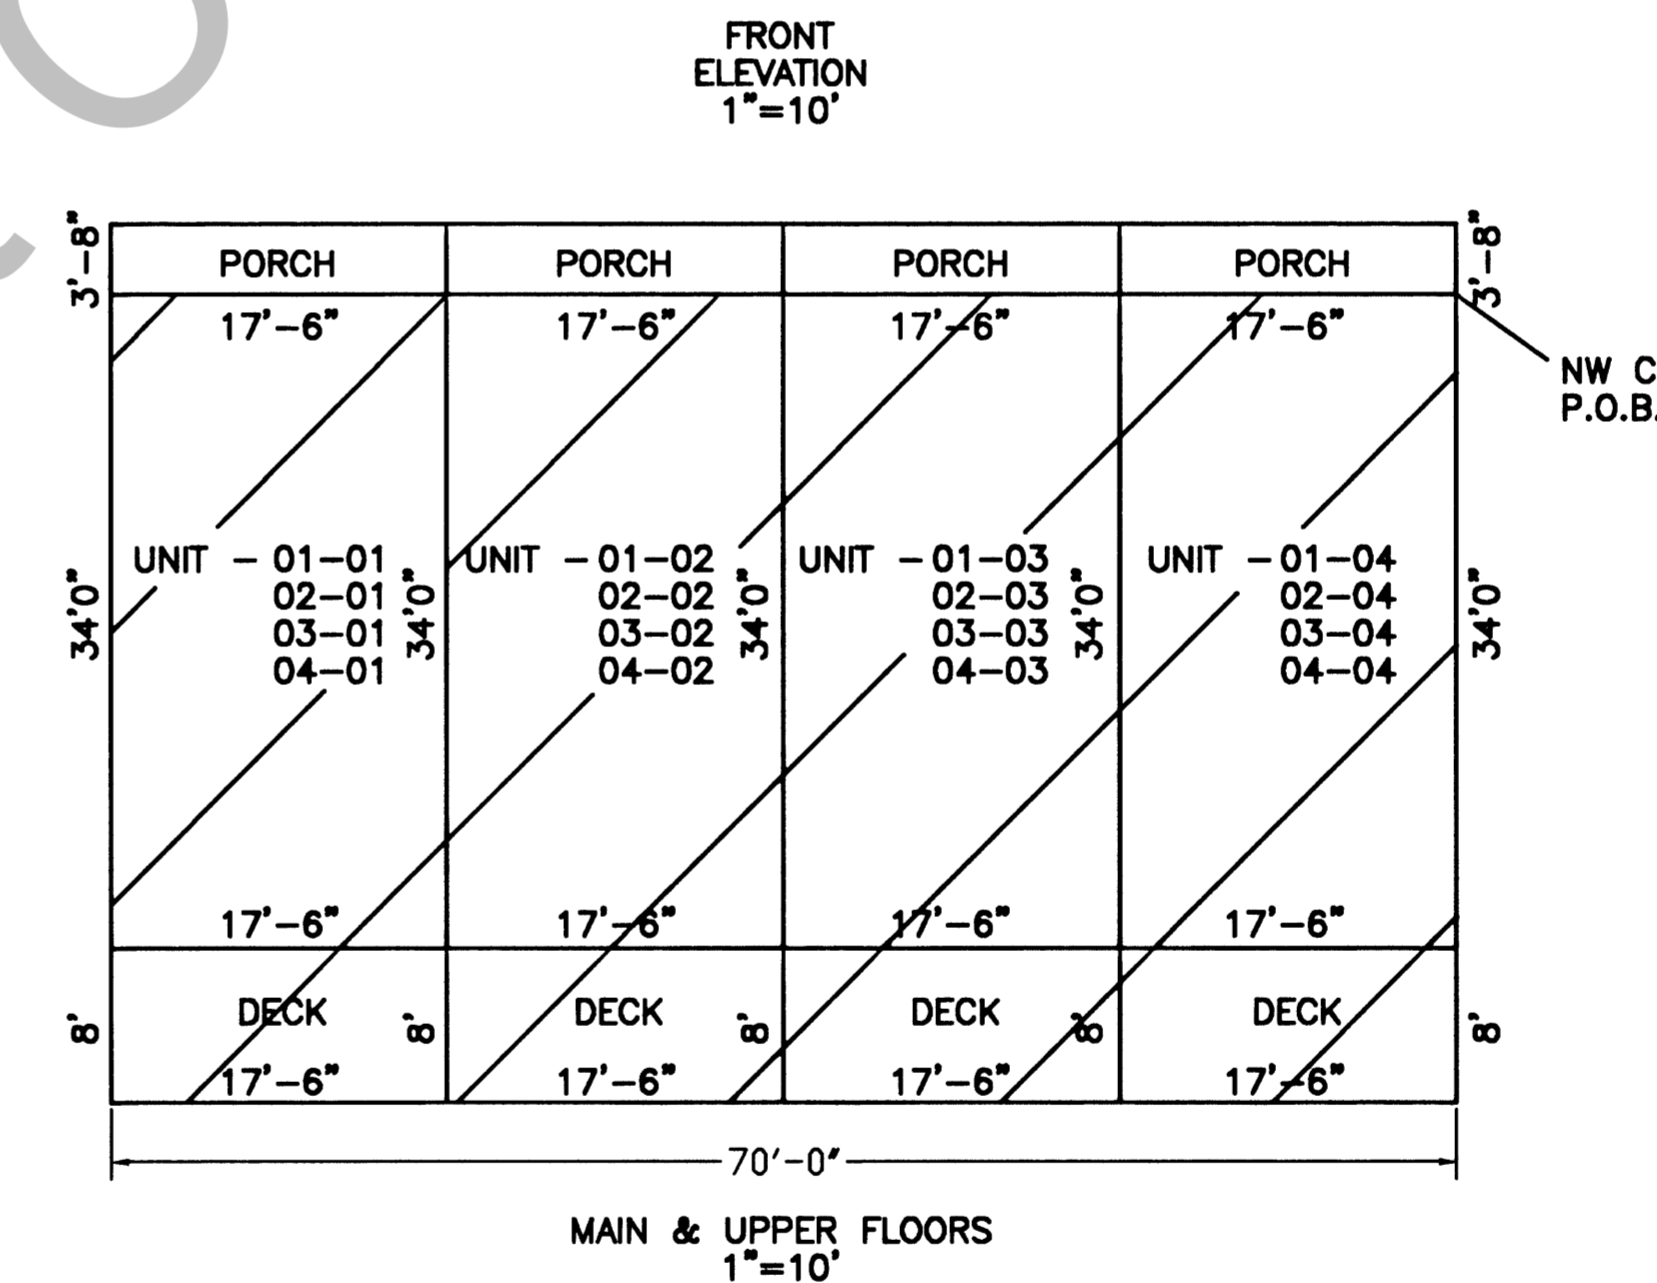 FRONT
ELEVATION
1"=10'
3'-8" PORCH PORCH PORCH PORCH 3'-8"
17'-6" 17'-6" 17'-6" 17'-6"
NW C
P.O.B.
UNIT - 01-01 UNIT - 01-02 UNIT - 01-03 UNIT - 01-04
34'0" 02-01 34'0" 02-02 34'0" 02-03 34'0" 02-04 34'0"
03-01 03-02 03-03 03-04
04-01 04-02 04-03 04-04
17'-6" 17'-6" 17'-6" 17'-6"
8' DECK 8' DECK 8' DECK 8' DECK 8'
17'-6" 17'-6" 17'-6" 17'-6"
70'-0"
MAIN & UPPER FLOORS
1"=10'